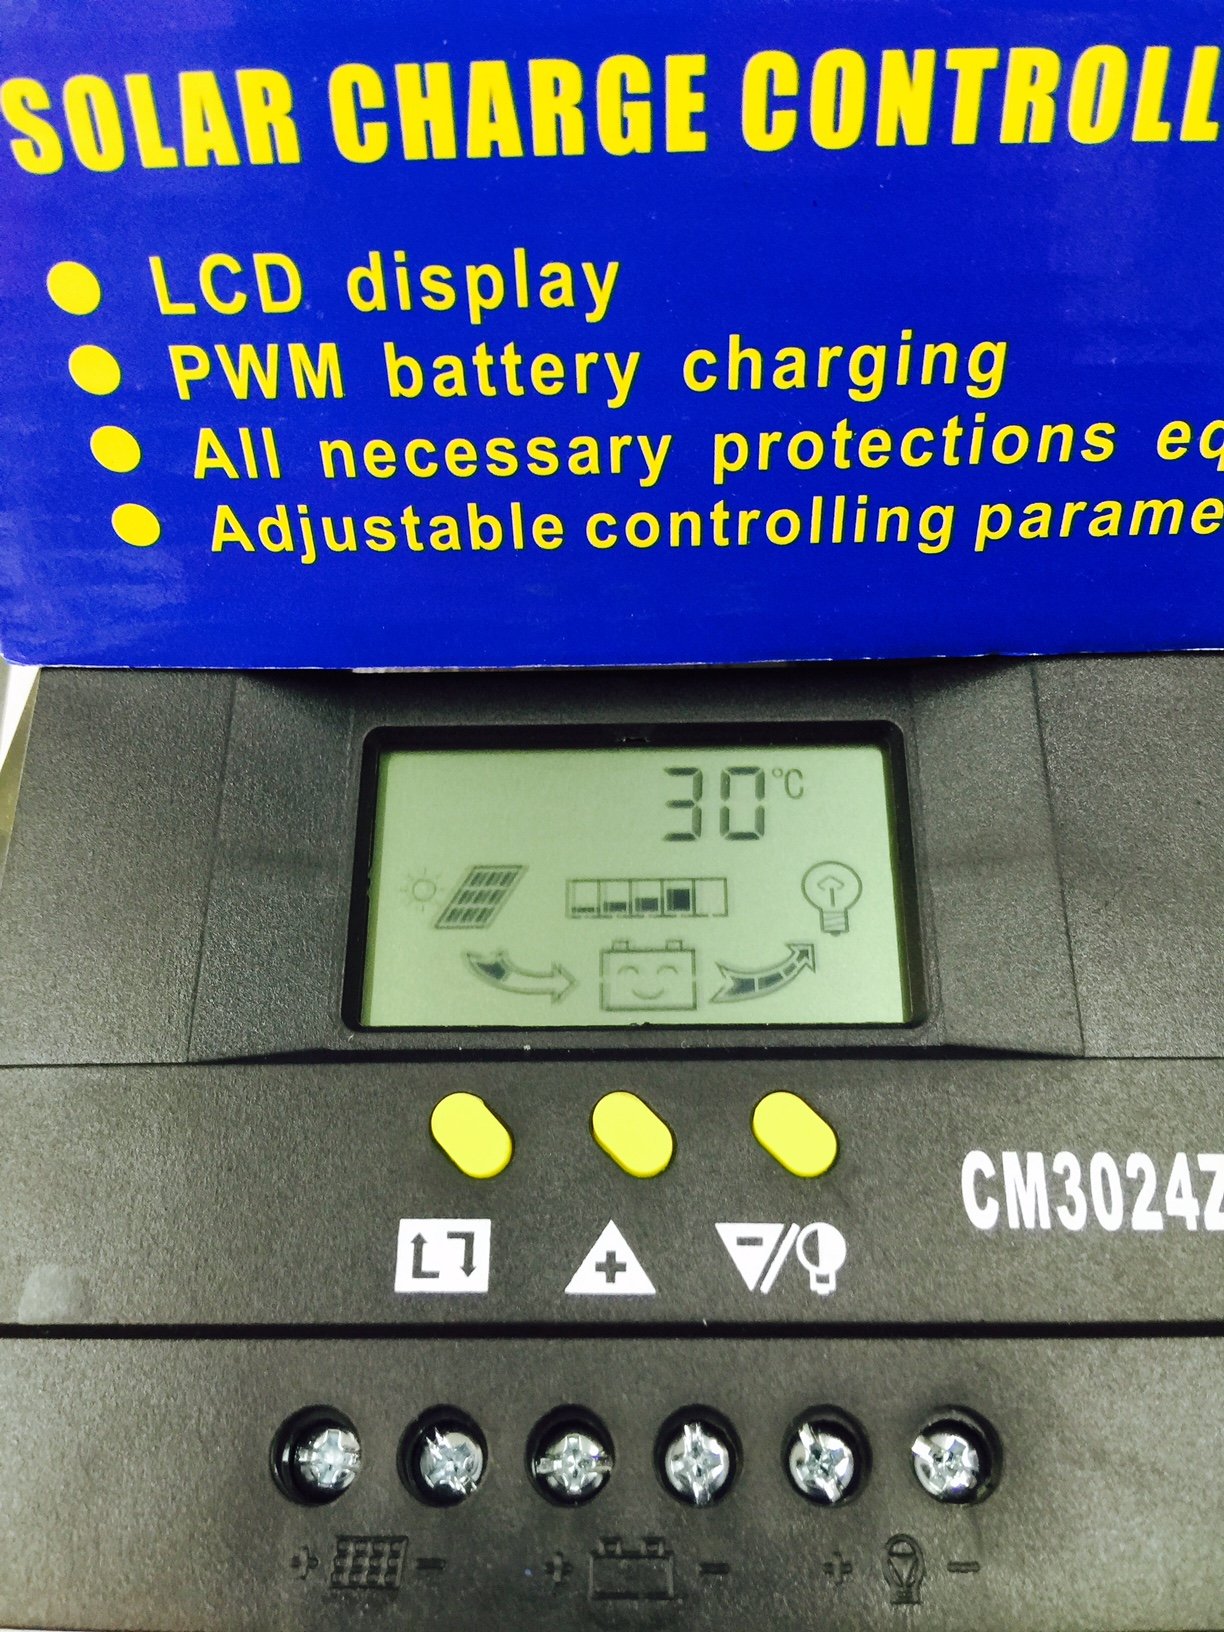 SOLAR CHARGE CONTROLL
LCD display
PWM battery charging
All necessary protections eq
Adjustable controlling parame
30°C
CM3024Z